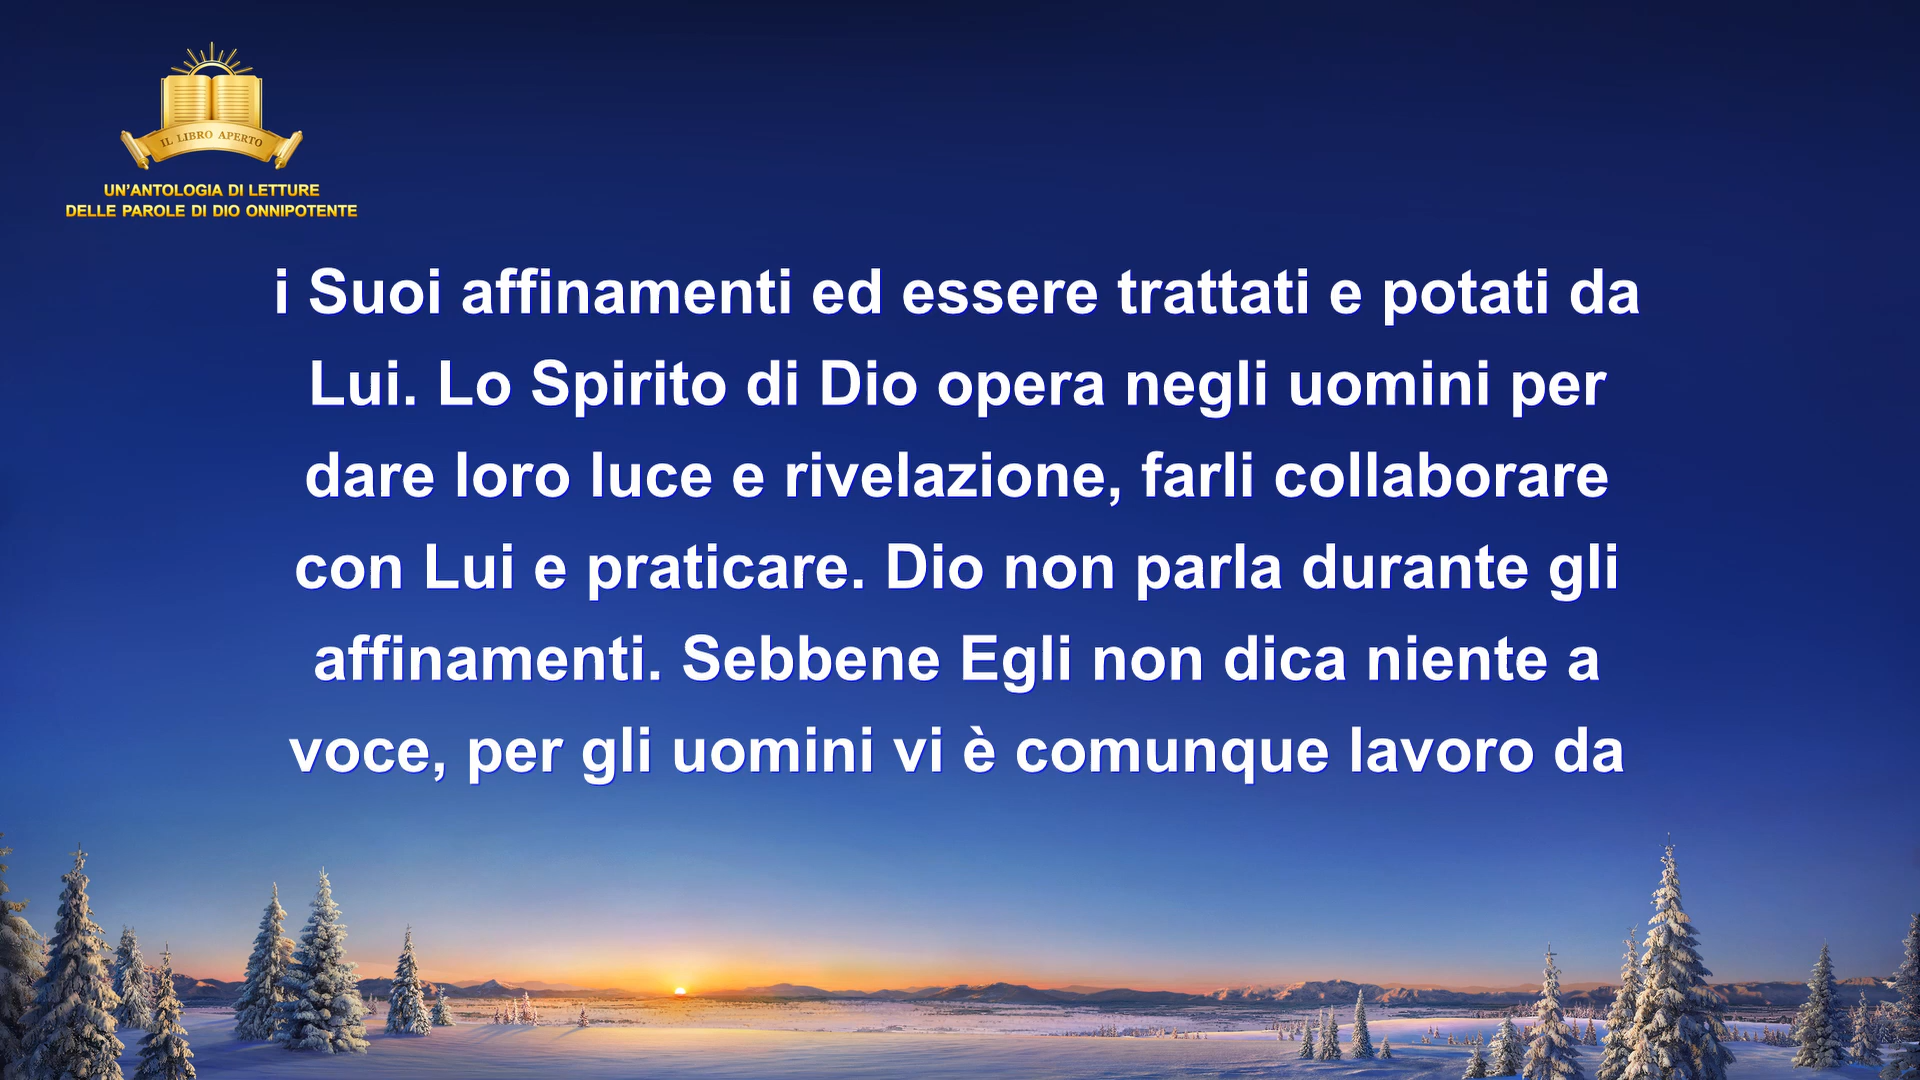 IL LIBRO APERTO
UN’ANTOLOGIA DI LETTURE
DELLE PAROLE DI DIO ONNIPOTENTE
i Suoi affinamenti ed essere trattati e potati da
Lui. Lo Spirito di Dio opera negli uomini per
dare loro luce e rivelazione, farli collaborare
con Lui e praticare. Dio non parla durante gli
affinamenti. Sebbene Egli non dica niente a
voce, per gli uomini vi è comunque lavoro da